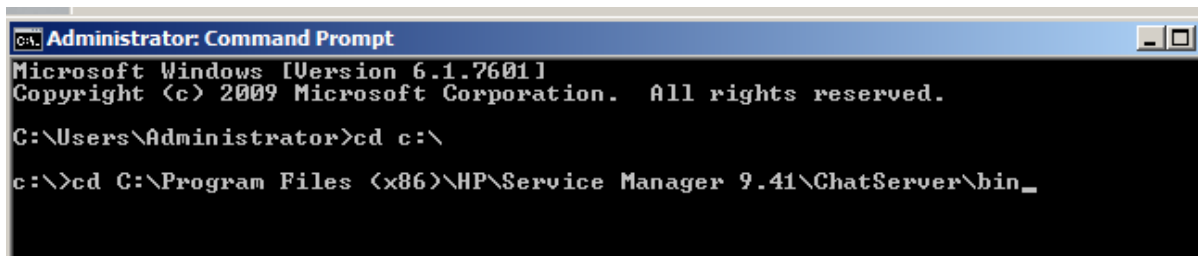 Administrator: Command Prompt
Microsoft Windows [Version 6.1.7601]
Copyright (c) 2009 Microsoft Corporation.  All rights reserved.
C:\Users\Administrator>cd c:\
c:\>cd C:\Program Files (x86)\HP\Service Manager 9.41\ChatServer\bin_